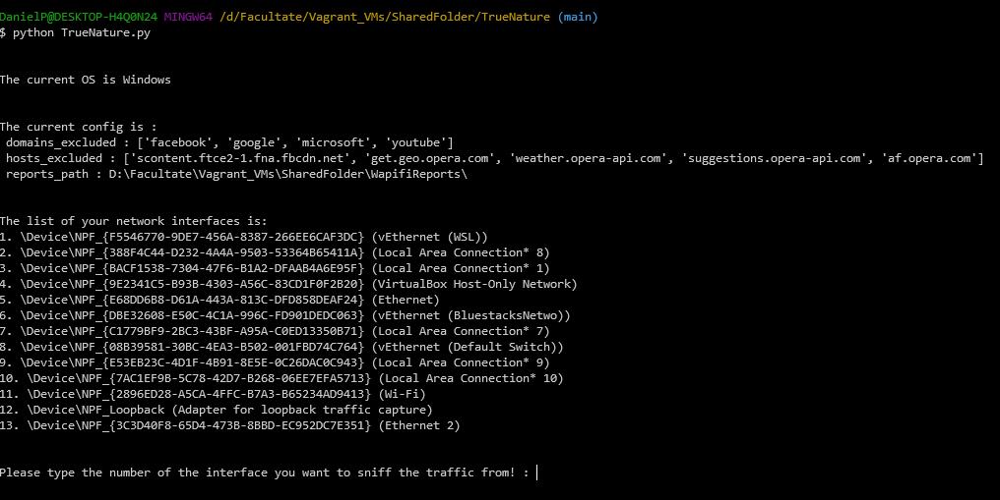 DanielP@DESKTOP-H4Q0N24 MINGW64 /d/Facultate/Vagrant_VMs/SharedFolder/TrueNature (main)
$ python TrueNature.py
The current OS is Windows
The current config is :
domains_excluded : ['facebook', 'google', 'microsoft', 'youtube']
hosts_excluded : ['scontent.ftce2-1.fna.fbcdn.net', 'get.geo.opera.com', 'weather.opera-api.com', 'suggestions.opera-api.com', 'af.opera.com']
reports_path : D:\Facultate\Vagrant_VMs\SharedFolder\WapifiReports\
The list of your network interfaces is:
1. \Device\NPF_{F5546770-9DE7-456A-8387-266EE6CAF3DC} (vEthernet (WSL))
2. \Device\NPF_{388F4C44-D232-4A4A-9503-53364B65411A} (Local Area Connection* 8)
3. \Device\NPF_{BACF1538-7304-47F6-B1A2-DFAAB4A6E95F} (Local Area Connection* 1)
4. \Device\NPF_{9E2341C5-B93B-4303-A56C-83CD1F0F2B20} (VirtualBox Host-Only Network)
5. \Device\NPF_{E68DD6B8-D61A-443A-813C-DFD858DEAF24} (Ethernet)
6. \Device\NPF_{DBE32608-E50C-4C1A-996C-FD901DEDC063} (vEthernet (BluestacksNetwo))
7. \Device\NPF_{C1779BF9-2BC3-43BF-A95A-C0ED13350B71} (Local Area Connection* 7)
8. \Device\NPF_{08B39581-30BC-4EA3-B502-001FBD74C764} (vEthernet (Default Switch))
9. \Device\NPF_{E53EB23C-4D1F-4B91-8E5E-0C26DAC0C943} (Local Area Connection* 9)
10. \Device\NPF_{7AC1EF9B-5C78-42D7-B268-06EE7EFA5713} (Local Area Connection* 10)
11. \Device\NPF_{2896ED28-A5CA-4FFC-B7A3-B65234AD9413} (Wi-Fi)
12. \Device\NPF_Loopback (Adapter for loopback traffic capture)
13. \Device\NPF_{3C3D40F8-65D4-473B-8BBD-EC952DC7E351} (Ethernet 2)
Please type the number of the interface you want to sniff the traffic from! :